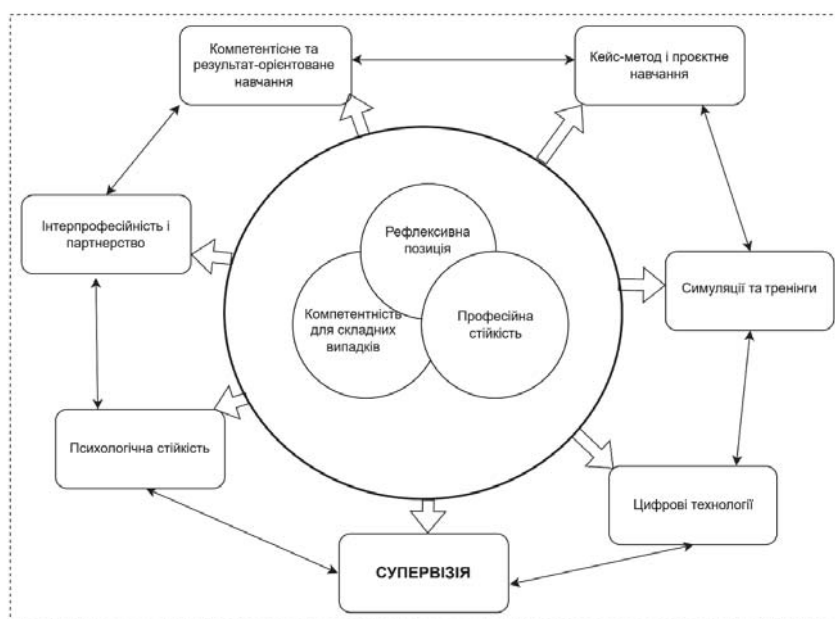 Компетентісне та
результат-орієнтоване
навчання
Кейс-метод і проєктне
навчання
Інтерпрофесійність і
партнерство
Рефлексивна
позиція
Компетентність
для складних
випадків
Професійна
стійкість
Симуляції та тренінги
Психологічна стійкість
Цифрові технології
СУПЕРВІЗІЯ